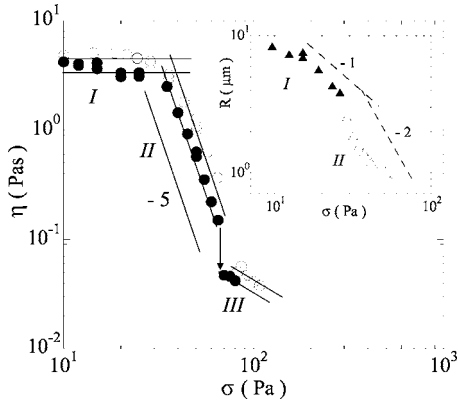 10¹
10⁰
10⁻¹
10⁻²
η (Pas)
I
II
- 5
III
10¹
10²
10³
σ (Pa)
10¹
10⁰
R (μm)
- 1
I
- 2
II
10¹
10²
σ (Pa)